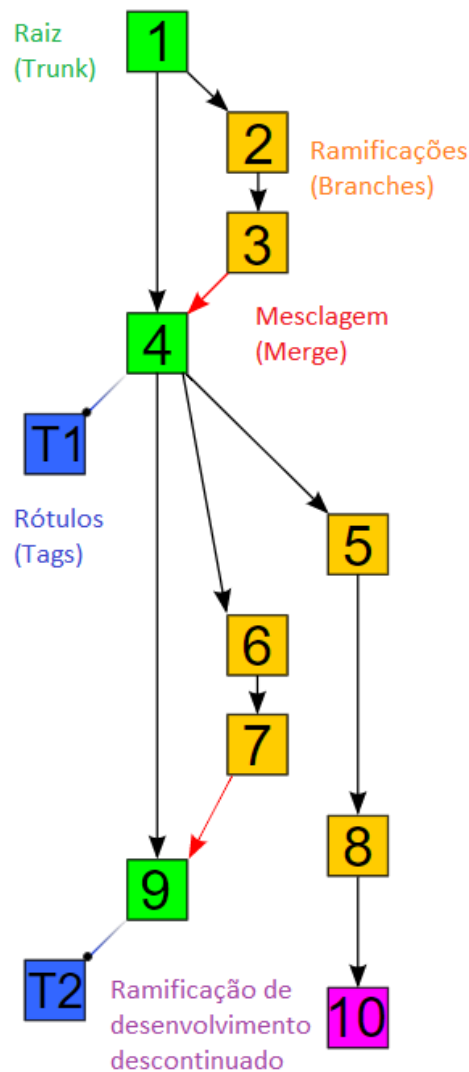 Raiz
(Trunk)
1
2
Ramificações
(Branches)
3
Mesclagem
(Merge)
4
T1
Rótulos
(Tags)
5
6
7
8
9
T2
Ramificação de
desenvolvimento
descontinuado
10